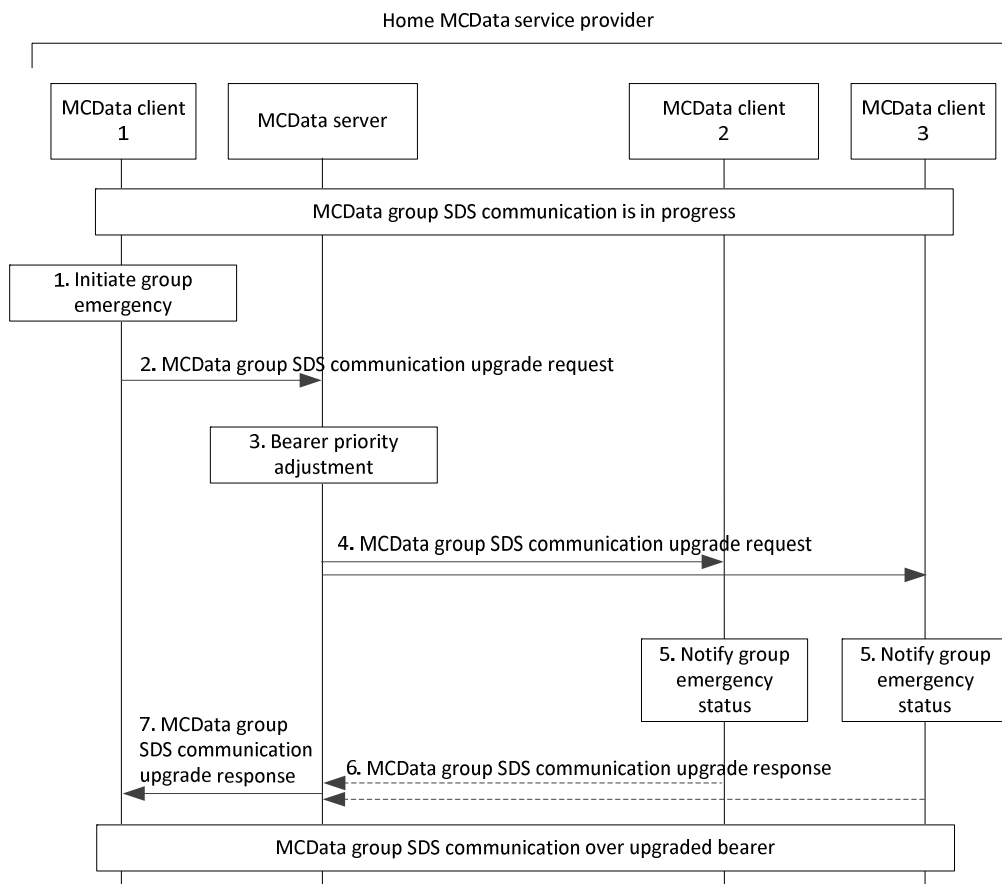 Home MCData service provider
MCData client
1
MCData server
MCData client
2
MCData client
3
MCData group SDS communication is in progress
1. Initiate group
emergency
2. MCData group SDS communication upgrade request
3. Bearer priority
adjustment
4. MCData group SDS communication upgrade request
5. Notify group
emergency
status
5. Notify group
emergency
status
7. MCData group
SDS communication
upgrade response
6. MCData group SDS communication upgrade response
MCData group SDS communication over upgraded bearer